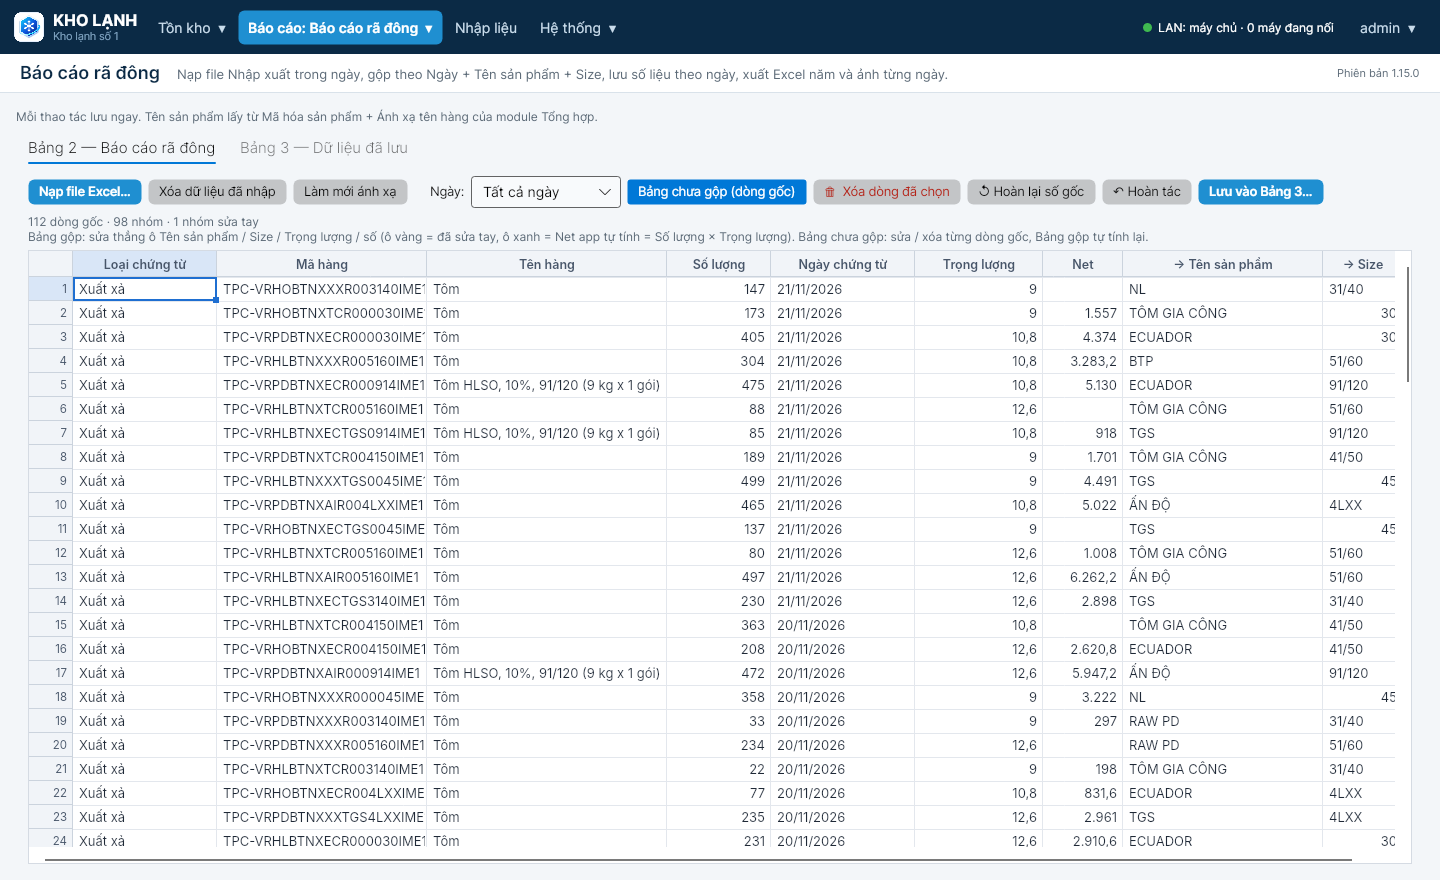 KHO LẠNH
Kho lạnh số 1
Tồn kho ▾
Báo cáo: Báo cáo rã đông ▾
Nhập liệu
Hệ thống ▾
LAN: máy chủ · 0 máy đang nối
admin ▾
Báo cáo rã đông
Nạp file Nhập xuất trong ngày, gộp theo Ngày + Tên sản phẩm + Size, lưu số liệu theo ngày, xuất Excel năm và ảnh từng ngày.
Phiên bản 1.15.0
Mỗi thao tác lưu ngay. Tên sản phẩm lấy từ Mã hóa sản phẩm + Ánh xạ tên hàng của module Tổng hợp.
Bảng 2 — Báo cáo rã đông
Bảng 3 — Dữ liệu đã lưu
Nạp file Excel...
Xóa dữ liệu đã nhập
Làm mới ánh xạ
Ngày:
Tất cả ngày
Bảng chưa gộp (dòng gốc)
Xóa dòng đã chọn
Hoàn lại số gốc
Hoàn tác
Lưu vào Bảng 3...
112 dòng gốc · 98 nhóm · 1 nhóm sửa tay
Bảng gộp: sửa thẳng ô Tên sản phẩm / Size / Trọng lượng / số (ô vàng = đã sửa tay, ô xanh = Net app tự tính = Số lượng × Trọng lượng). Bảng chưa gộp: sửa / xóa từng dòng gốc, Bảng gộp tự tính lại.
Loại chứng từ Mã hàng Tên hàng Số lượng Ngày chứng từ Trọng lượng Net → Tên sản phẩm → Size
1 Xuất xả TPC-VRHOBTNXXXR003140IME1 Tôm 147 21/11/2026 9 NL 31/40
2 Xuất xả TPC-VRHOBTNXTCR000030IME Tôm 173 21/11/2026 9 1.557 TÔM GIA CÔNG 30
3 Xuất xả TPC-VRPDBTNXECR000030IME1 Tôm 405 21/11/2026 10,8 4.374 ECUADOR 30
4 Xuất xả TPC-VRHLBTNXXXR005160IME1 Tôm 304 21/11/2026 10,8 3.283,2 BTP 51/60
5 Xuất xả TPC-VRPDBTNXECR000914IME1 Tôm HLSO, 10%, 91/120 (9 kg x 1 gói) 475 21/11/2026 10,8 5.130 ECUADOR 91/120
6 Xuất xả TPC-VRHLBTNXTCR005160IME1 Tôm 88 21/11/2026 12,6 TÔM GIA CÔNG 51/60
7 Xuất xả TPC-VRHLBTNXECTGS0914IME1 Tôm HLSO, 10%, 91/120 (9 kg x 1 gói) 85 21/11/2026 10,8 918 TGS 91/120
8 Xuất xả TPC-VRPDBTNXTCR004150IME1 Tôm 189 21/11/2026 9 1.701 TÔM GIA CÔNG 41/50
9 Xuất xả TPC-VRHLBTNXXXTGS0045IME1 Tôm 499 21/11/2026 9 4.491 TGS 45
10 Xuất xả TPC-VRPDBTNXAIR004LXXIME1 Tôm 465 21/11/2026 10,8 5.022 ẤN ĐỘ 4LXX
11 Xuất xả TPC-VRHOBTNXECTGS0045IME Tôm 137 21/11/2026 9 TGS 45
12 Xuất xả TPC-VRHLBTNXTCR005160IME1 Tôm 80 21/11/2026 12,6 1.008 TÔM GIA CÔNG 51/60
13 Xuất xả TPC-VRHLBTNXAIR005160IME1 Tôm 497 21/11/2026 12,6 6.262,2 ẤN ĐỘ 51/60
14 Xuất xả TPC-VRHLBTNXECTGS3140IME1 Tôm 230 21/11/2026 12,6 2.898 TGS 31/40
15 Xuất xả TPC-VRHLBTNXTCR004150IME1 Tôm 363 20/11/2026 10,8 TÔM GIA CÔNG 41/50
16 Xuất xả TPC-VRHOBTNXECR004150IME1 Tôm 208 20/11/2026 12,6 2.620,8 ECUADOR 41/50
17 Xuất xả TPC-VRPDBTNXAIR000914IME1 Tôm HLSO, 10%, 91/120 (9 kg x 1 gói) 472 20/11/2026 12,6 5.947,2 ẤN ĐỘ 91/120
18 Xuất xả TPC-VRHOBTNXXXR000045IME Tôm 358 20/11/2026 9 3.222 NL 45
19 Xuất xả TPC-VRPDBTNXXXR003140IME1 Tôm 33 20/11/2026 9 297 RAW PD 31/40
20 Xuất xả TPC-VRPDBTNXXXR005160IME1 Tôm 234 20/11/2026 12,6 RAW PD 51/60
21 Xuất xả TPC-VRHLBTNXTCR003140IME1 Tôm 22 20/11/2026 9 198 TÔM GIA CÔNG 31/40
22 Xuất xả TPC-VRHOBTNXECR004LXXIME Tôm 77 20/11/2026 10,8 831,6 ECUADOR 4LXX
23 Xuất xả TPC-VRPDBTNXXXTGS4LXXIME Tôm 235 20/11/2026 12,6 2.961 TGS 4LXX
24 Xuất xả TPC-VRHLBTNXECR000030IME1 Tôm 231 20/11/2026 12,6 2.910,6 ECUADOR 30